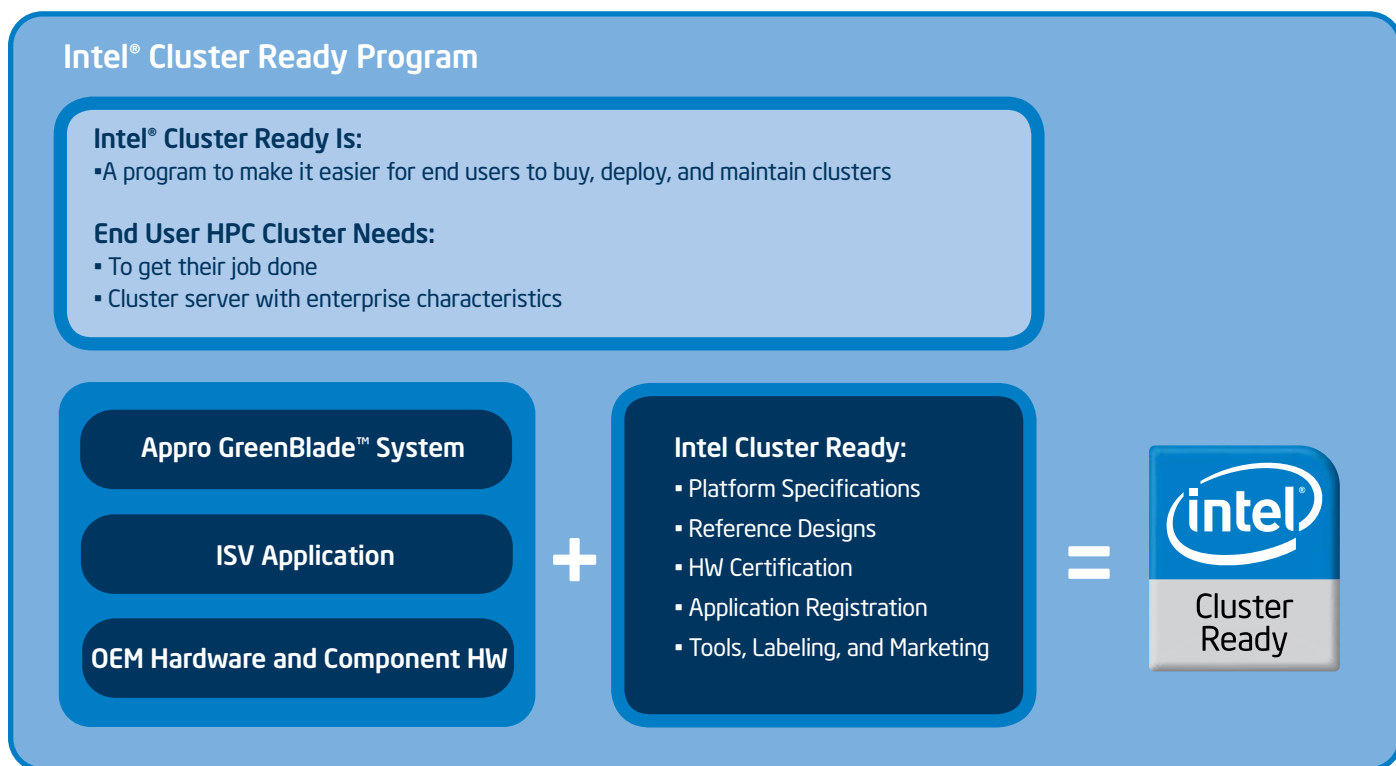 Intel® Cluster Ready Program
Intel® Cluster Ready Is:
▪A program to make it easier for end users to buy, deploy, and maintain clusters
End User HPC Cluster Needs:
▪ To get their job done
▪ Cluster server with enterprise characteristics
Appro GreenBlade™ System
ISV Application
OEM Hardware and Component HW
+
Intel Cluster Ready:
▪ Platform Specifications
▪ Reference Designs
▪ HW Certification
▪ Application Registration
▪ Tools, Labeling, and Marketing
=
intel®
Cluster
Ready